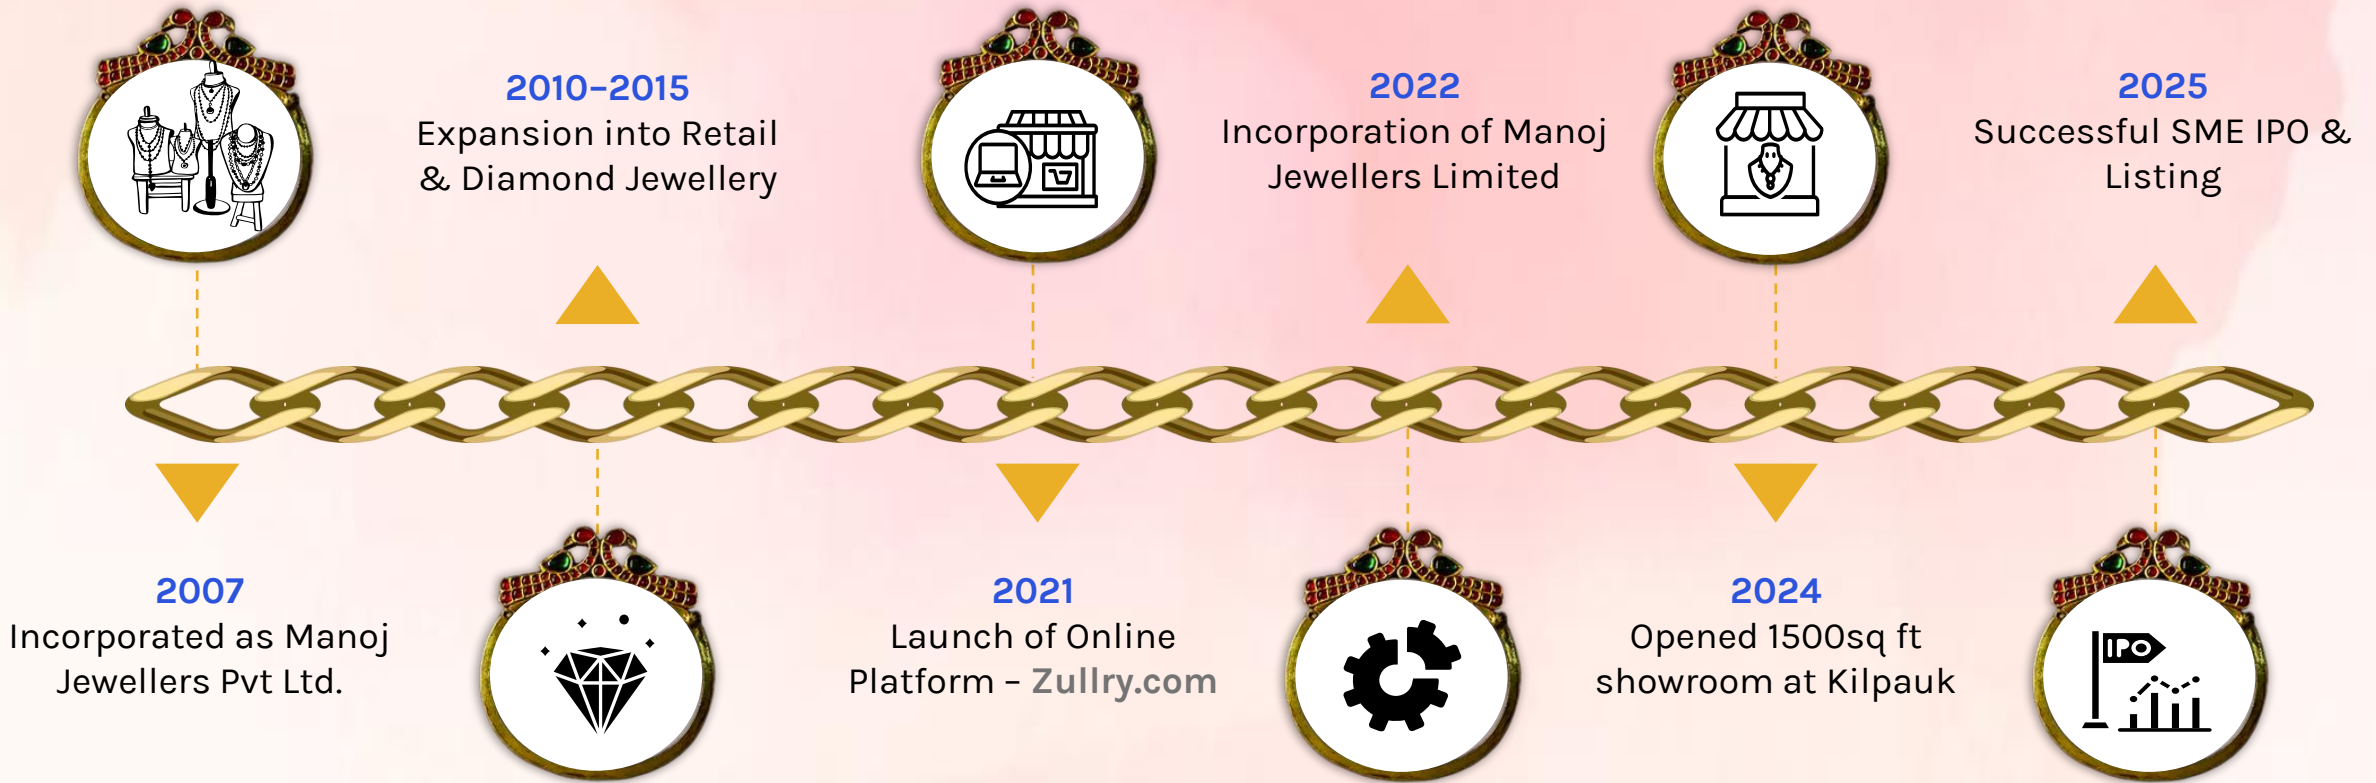 2007
Incorporated as Manoj
Jewellers Pvt Ltd.
2010–2015
Expansion into Retail
& Diamond Jewellery
2021
Launch of Online
Platform – Zullry.com
2022
Incorporation of Manoj
Jewellers Limited
2024
Opened 1500sq ft
showroom at Kilpauk
2025
Successful SME IPO &
Listing
IPO